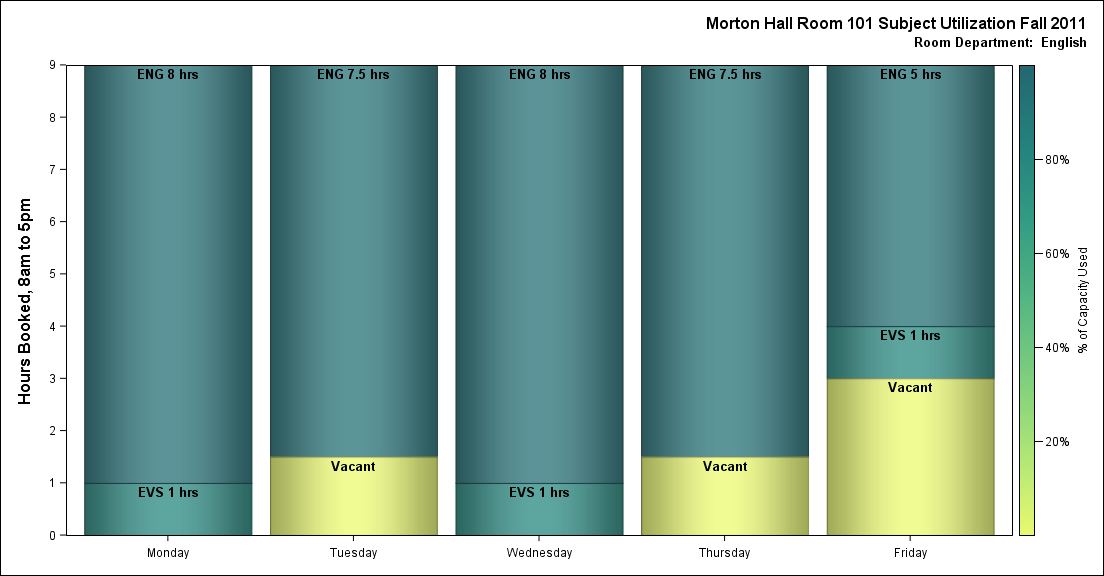 Morton Hall Room 101 Subject Utilization Fall 2011
Room Department: English
Hours Booked, 8am to 5pm
9
8
7
6
5
4
3
2
1
0
ENG 8 hrs
EVS 1 hrs
ENG 7.5 hrs
Vacant
ENG 8 hrs
EVS 1 hrs
ENG 7.5 hrs
Vacant
ENG 5 hrs
EVS 1 hrs
Vacant
Monday
Tuesday
Wednesday
Thursday
Friday
80%
60%
40%
20%
% of Capacity Used